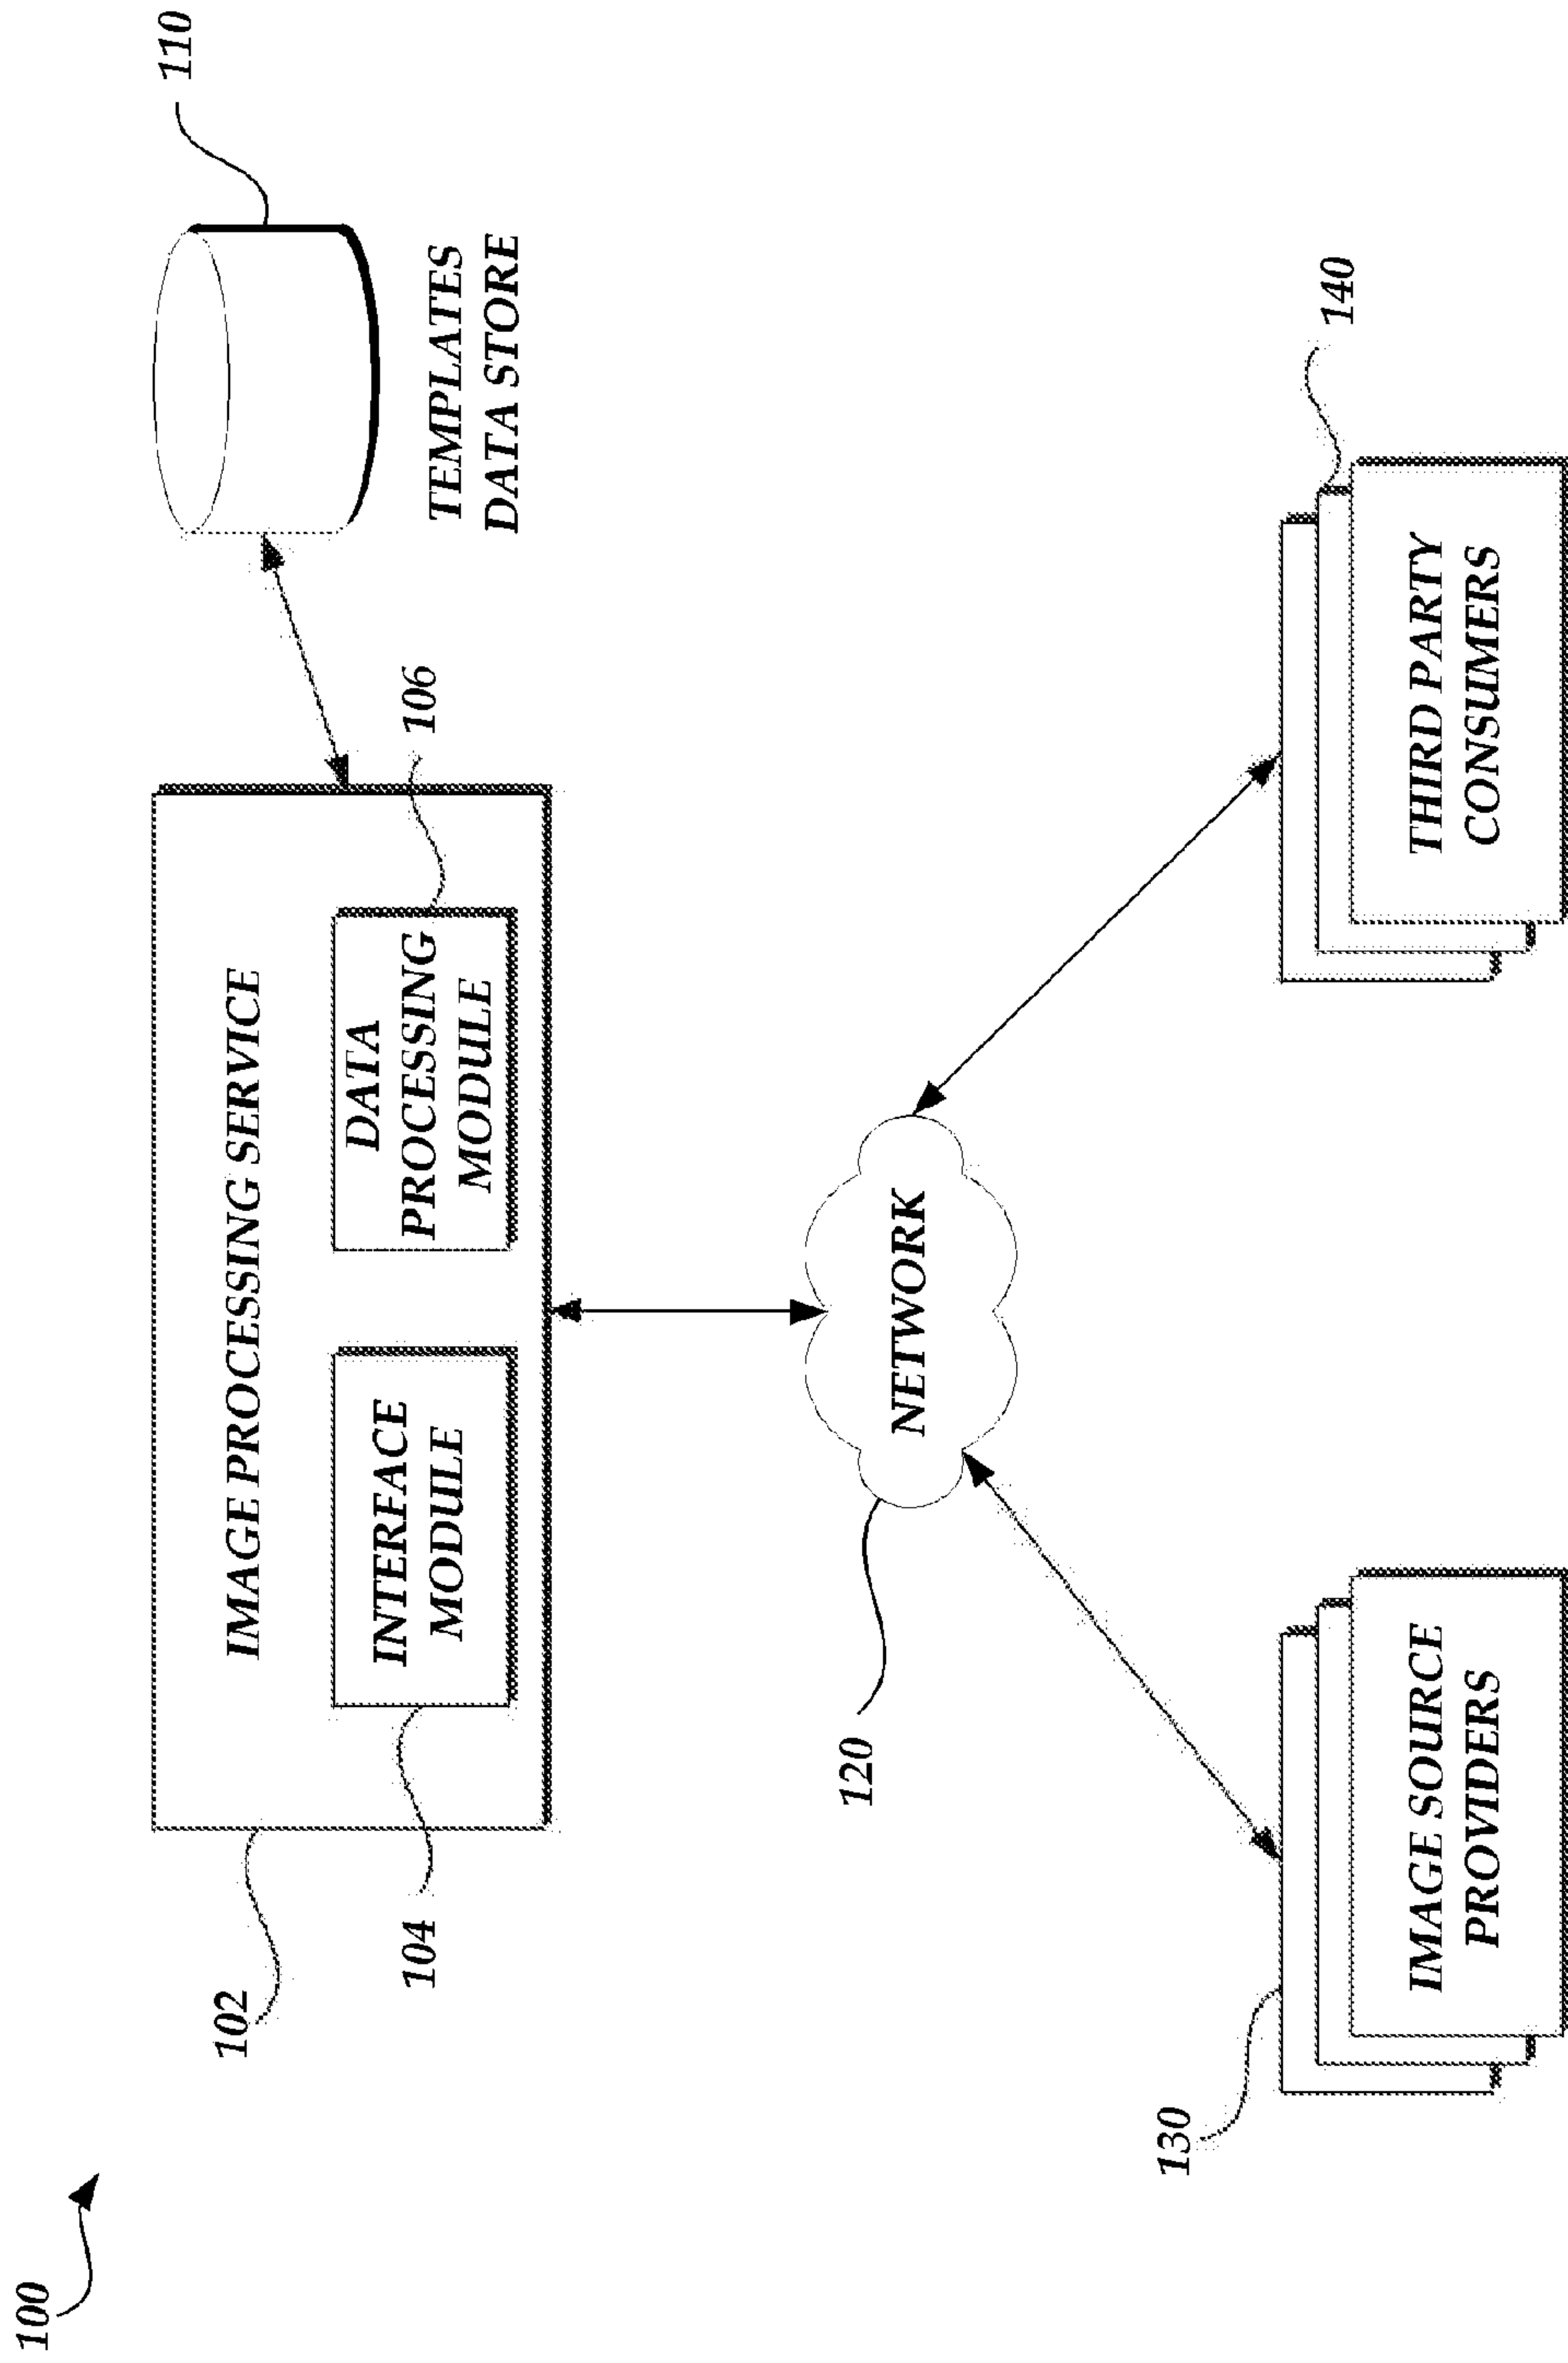 100
102
IMAGE PROCESSING SERVICE
104
INTERFACE
MODULE
DATA
PROCESSING
MODULE
106
110
TEMPLATES
DATA STORE
120
NETWORK
130
IMAGE SOURCE
PROVIDERS
140
THIRD PARTY
CONSUMERS